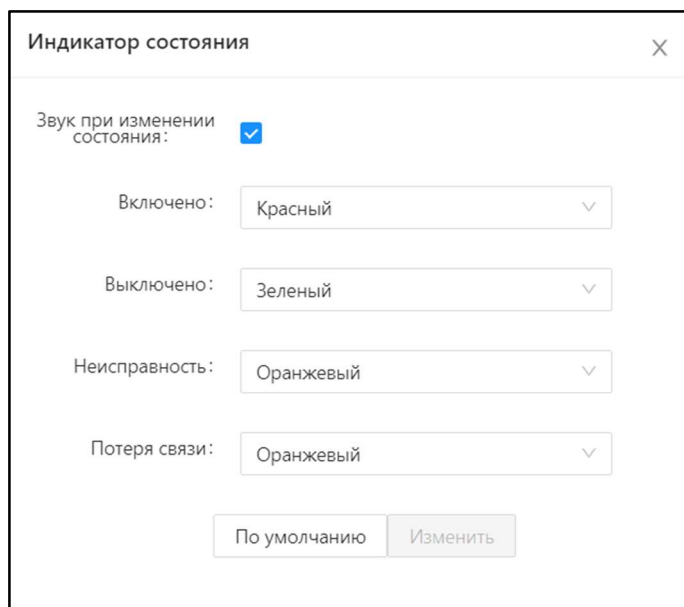 Индикатор состояния
Звук при изменении
состояния:
Включено: Красный
Выключено: Зеленый
Неисправность: Оранжевый
Потеря связи: Оранжевый
По умолчанию Изменить